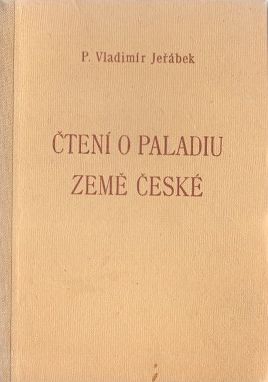 P. Vladimír Jeřábek
ČTENÍ O PALADIU
ZEMĚ ČESKÉ